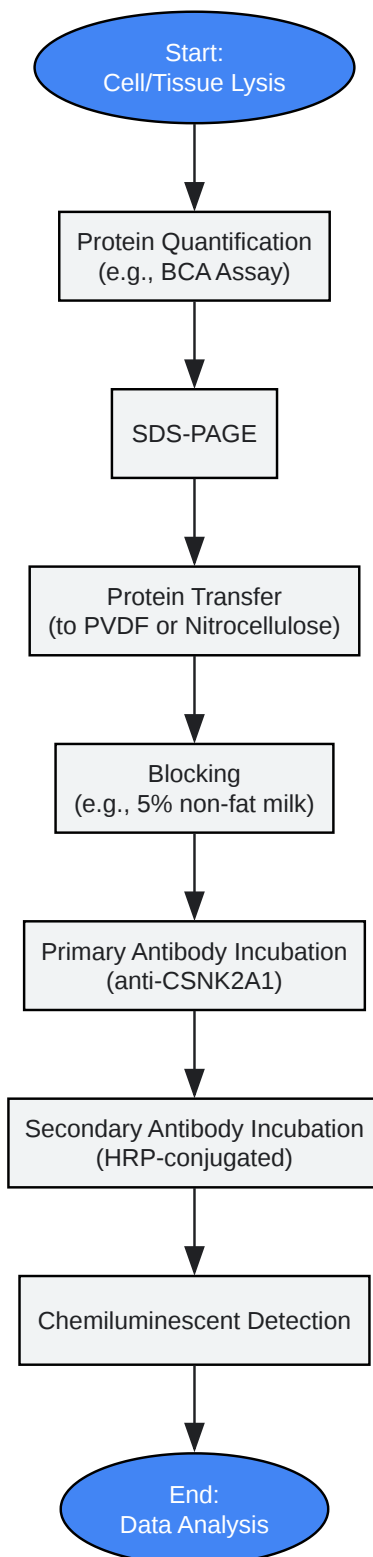 Start:
Cell/Tissue Lysis
Protein Quantification
(e.g., BCA Assay)
SDS-PAGE
Protein Transfer
(to PVDF or Nitrocellulose)
Blocking
(e.g., 5% non-fat milk)
Primary Antibody Incubation
(anti-CSNK2A1)
Secondary Antibody Incubation
(HRP-conjugated)
Chemiluminescent Detection
End:
Data Analysis